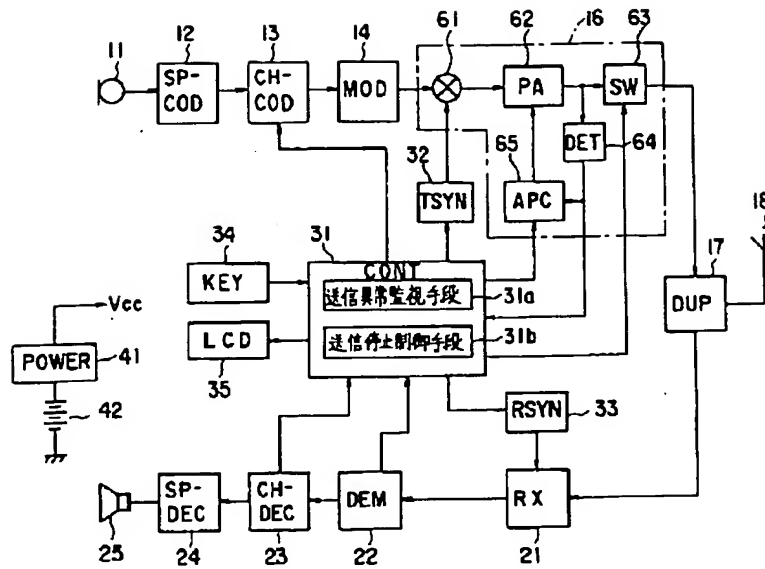 11
12
13
14
61
62
16
63
SP-
COD
CH-
COD
MOD
PA
SW
DET
64
65
APC
32
TSYN
18
17
DUP
34
KEY
31
CONT
送信異常監視手段
31a
送信停止制御手段
31b
LCD
35
Vcc
POWER
41
42
RSYN
33
SP-
DEC
CH-
DEC
DEM
RX
25
24
23
22
21